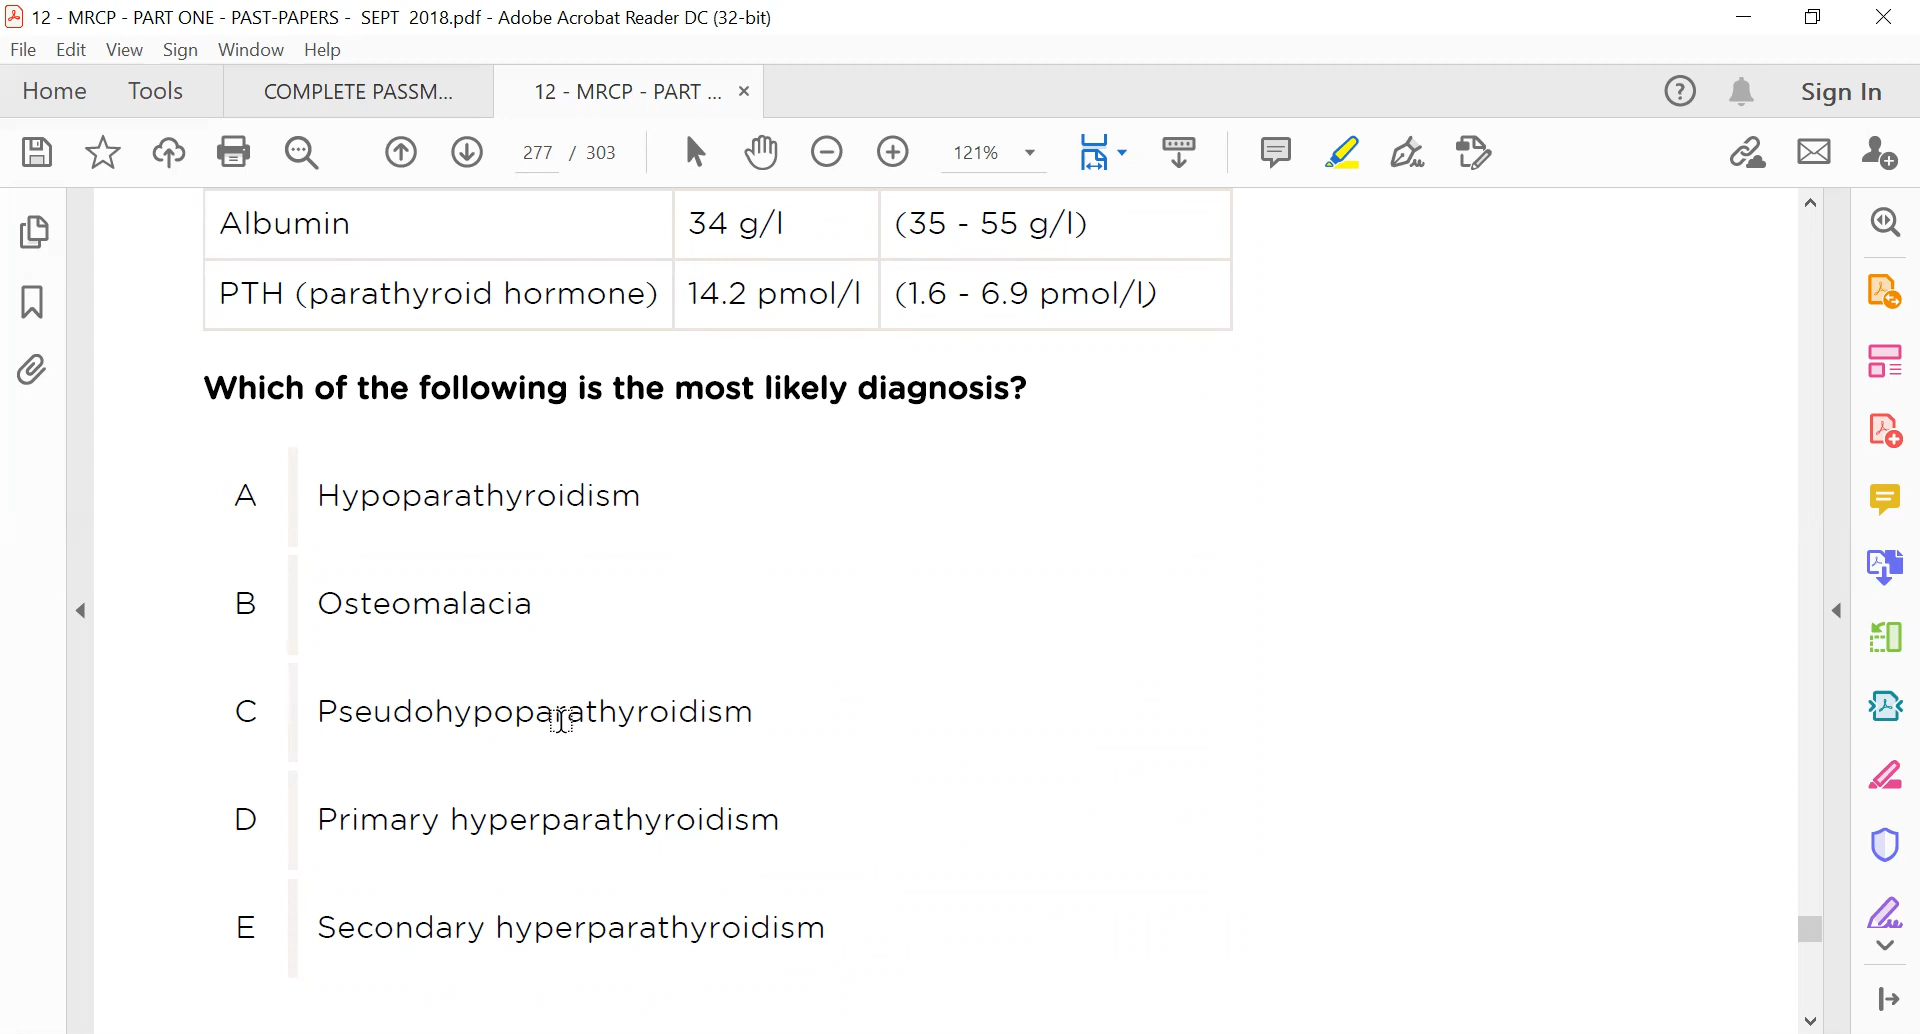 12 - MRCP - PART ONE - PAST-PAPERS - SEPT 2018.pdf - Adobe Acrobat Reader DC (32-bit)
File Edit View Sign Window Help
Home Tools COMPLETE PASSM... 12 - MRCP - PART ... × Sign In
277 / 303 121%
Albumin 34 g/l (35 - 55 g/l)
PTH (parathyroid hormone) 14.2 pmol/l (1.6 - 6.9 pmol/l)
Which of the following is the most likely diagnosis?
A Hypoparathyroidism
B Osteomalacia
C Pseudohypoparathyroidism
D Primary hyperparathyroidism
E Secondary hyperparathyroidism